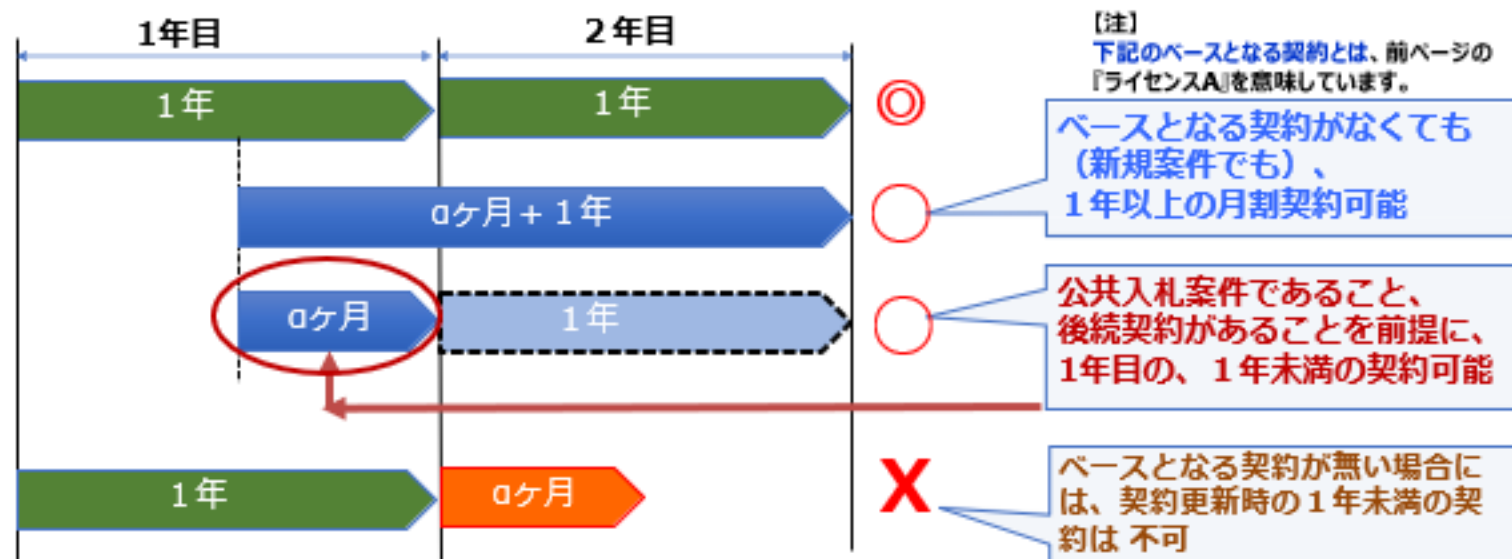 1年目
2年目
【注】
下記のベースとなる契約とは、前ページの
『ライセンスA』を意味しています。
1年
1年
◎
ベースとなる契約がなくても
（新規案件でも）、
１年以上の月割契約可能
αヶ月＋１年
○
αヶ月
1年
○
公共入札案件であること、
後続契約があることを前提に、
1年目の、１年未満の契約可能
1年
αヶ月
X
ベースとなる契約が無い場合に
は、契約更新時の１年未満の契
約は 不可